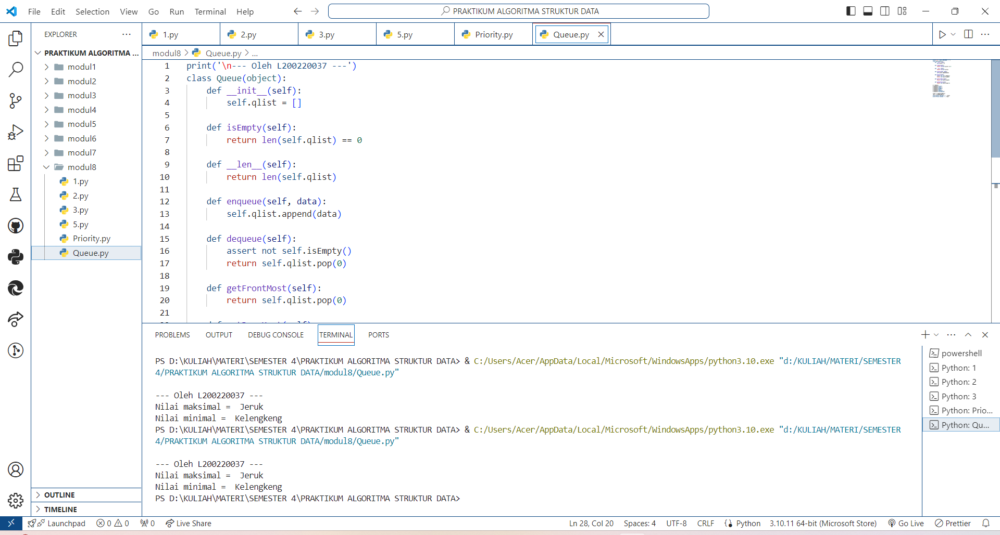 File Edit Selection View Go Run Terminal Help
PRAKTIKUM ALGORITMA STRUKTUR DATA
EXPLORER
PRAKTIKUM ALGORITMA ...
modul1
modul2
modul3
modul4
modul5
modul6
modul7
modul8
1.py
2.py
3.py
5.py
Priority.py
Queue.py
OUTLINE
TIMELINE
1.py 2.py 3.py 5.py Priority.py Queue.py
modul8 > Queue.py > ...
1 print('\n--- Oleh L200220037 ---')
2 class Queue(object):
3     def __init__(self):
4         self.qlist = []
5
6     def isEmpty(self):
7         return len(self.qlist) == 0
8
9     def __len__(self):
10         return len(self.qlist)
11
12     def enqueue(self, data):
13         self.qlist.append(data)
14
15     def dequeue(self):
16         assert not self.isEmpty()
17         return self.qlist.pop(0)
18
19     def getFrontMost(self):
20         return self.qlist.pop(0)
21
PROBLEMS OUTPUT DEBUG CONSOLE TERMINAL PORTS
PS D:\KULIAH\MATERI\SEMESTER 4\PRAKTIKUM ALGORITMA STRUKTUR DATA> & C:/Users/Acer/AppData/Local/Microsoft/WindowsApps/python3.10.exe "d:/KULIAH/MATERI/SEMESTER
4/PRAKTIKUM ALGORITMA STRUKTUR DATA/modul8/Queue.py"
--- Oleh L200220037 ---
Nilai maksimal =  Jeruk
Nilai minimal =  Kelengkeng
PS D:\KULIAH\MATERI\SEMESTER 4\PRAKTIKUM ALGORITMA STRUKTUR DATA> & C:/Users/Acer/AppData/Local/Microsoft/WindowsApps/python3.10.exe "d:/KULIAH/MATERI/SEMESTER
4/PRAKTIKUM ALGORITMA STRUKTUR DATA/modul8/Queue.py"
--- Oleh L200220037 ---
Nilai maksimal =  Jeruk
Nilai minimal =  Kelengkeng
PS D:\KULIAH\MATERI\SEMESTER 4\PRAKTIKUM ALGORITMA STRUKTUR DATA>
powershell
Python: 1
Python: 2
Python: 3
Python: Prio...
Python: Qu...
Launchpad 0 0 0 Live Share Ln 28, Col 20 Spaces: 4 UTF-8 CRLF Python 3.10.11 64-bit (Microsoft Store) Go Live Prettier